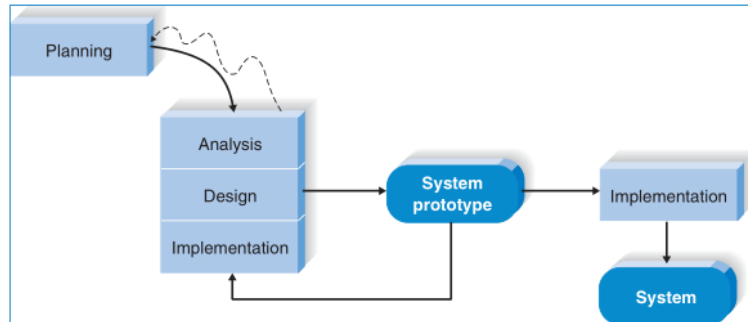 Planning
Analysis
Design
Implementation
System
prototype
Implementation
System